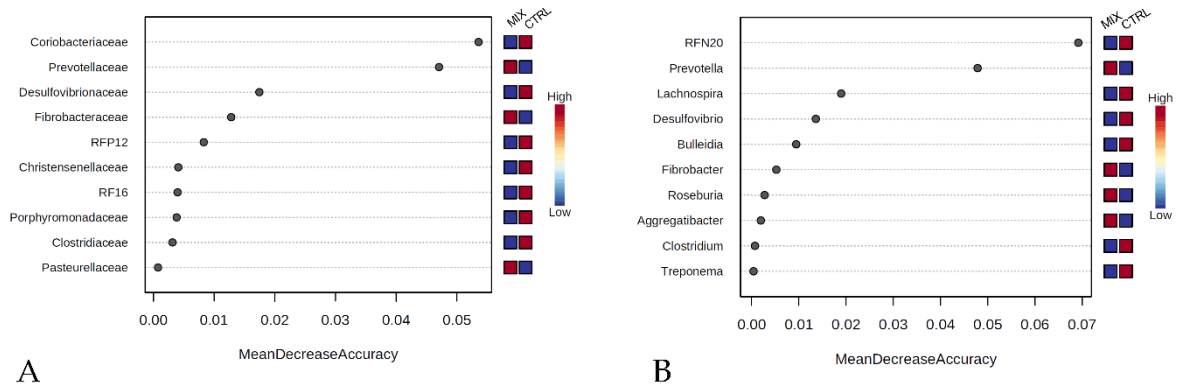 MIX CTRL
Coriobacteriaceae
Prevotellaceae
Desulfovibrionaceae
Fibrobacteraceae
RFP12
Christensenellaceae
RF16
Porphyromonadaceae
Clostridiaceae
Pasteurellaceae
High
Low
0.00 0.01 0.02 0.03 0.04 0.05
MeanDecreaseAccuracy
A
MIX CTRL
RFN20
Prevotella
Lachnospira
Desulfovibrio
Bulleidia
Fibrobacter
Roseburia
Aggregatibacter
Clostridium
Treponema
High
Low
0.00 0.01 0.02 0.03 0.04 0.05 0.06 0.07
MeanDecreaseAccuracy
B